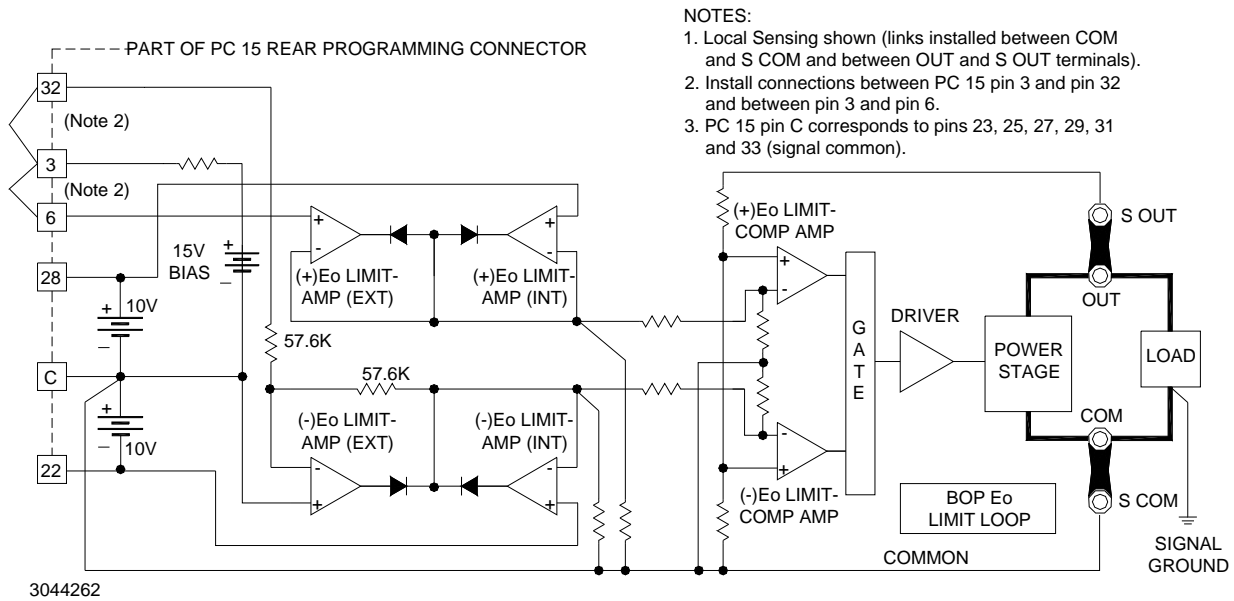 NOTES:
1. Local Sensing shown (links installed between COM
and S COM and between OUT and S OUT terminals).
2. Install connections between PC 15 pin 3 and pin 32
and between pin 3 and pin 6.
3. PC 15 pin C corresponds to pins 23, 25, 27, 29, 31
and 33 (signal common).
PART OF PC 15 REAR PROGRAMMING CONNECTOR
32
(Note 2)
3
(Note 2)
6
28
C
22
15V
BIAS
+
–
+
10V
–
+
10V
–
+
-
(+)Eo LIMIT-
AMP (EXT)
+
-
(+)Eo LIMIT-
AMP (INT)
57.6K
57.6K
(-)Eo LIMIT-
AMP (EXT)
-
+
(-)Eo LIMIT-
AMP (INT)
-
+
(+)Eo LIMIT-
COMP AMP
+
-
-
+
(-)Eo LIMIT-
COMP AMP
G
A
T
E
DRIVER
POWER
STAGE
S OUT
OUT
LOAD
COM
S COM
BOP Eo
LIMIT LOOP
COMMON
SIGNAL
GROUND
3044262